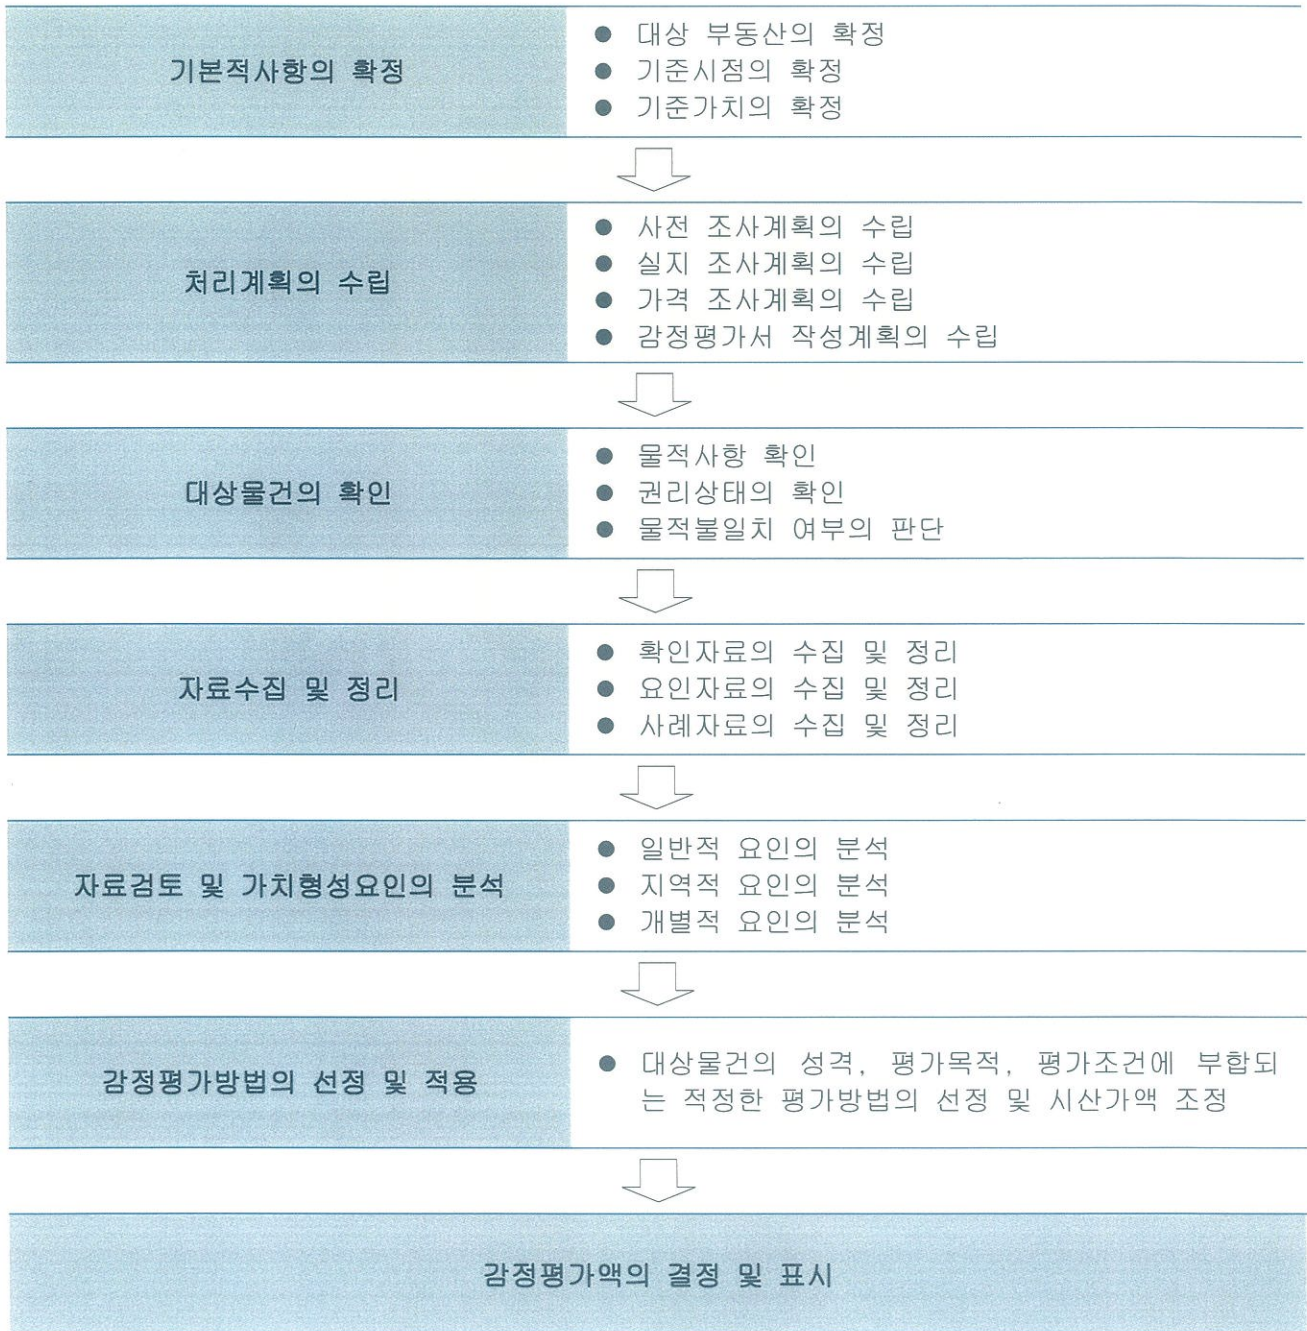 기본적사항의 확정
● 대상 부동산의 확정
● 기준시점의 확정
● 기준가치의 확정
처리계획의 수립
● 사전 조사계획의 수립
● 실지 조사계획의 수립
● 가격 조사계획의 수립
● 감정평가서 작성계획의 수립
대상물건의 확인
● 물적사항 확인
● 권리상태의 확인
● 물적불일치 여부의 판단
자료수집 및 정리
● 확인자료의 수집 및 정리
● 요인자료의 수집 및 정리
● 사례자료의 수집 및 정리
자료검토 및 가치형성요인의 분석
● 일반적 요인의 분석
● 지역적 요인의 분석
● 개별적 요인의 분석
감정평가방법의 선정 및 적용
● 대상물건의 성격, 평가목적, 평가조건에 부합되
는 적정한 평가방법의 선정 및 시산가액 조정
감정평가액의 결정 및 표시